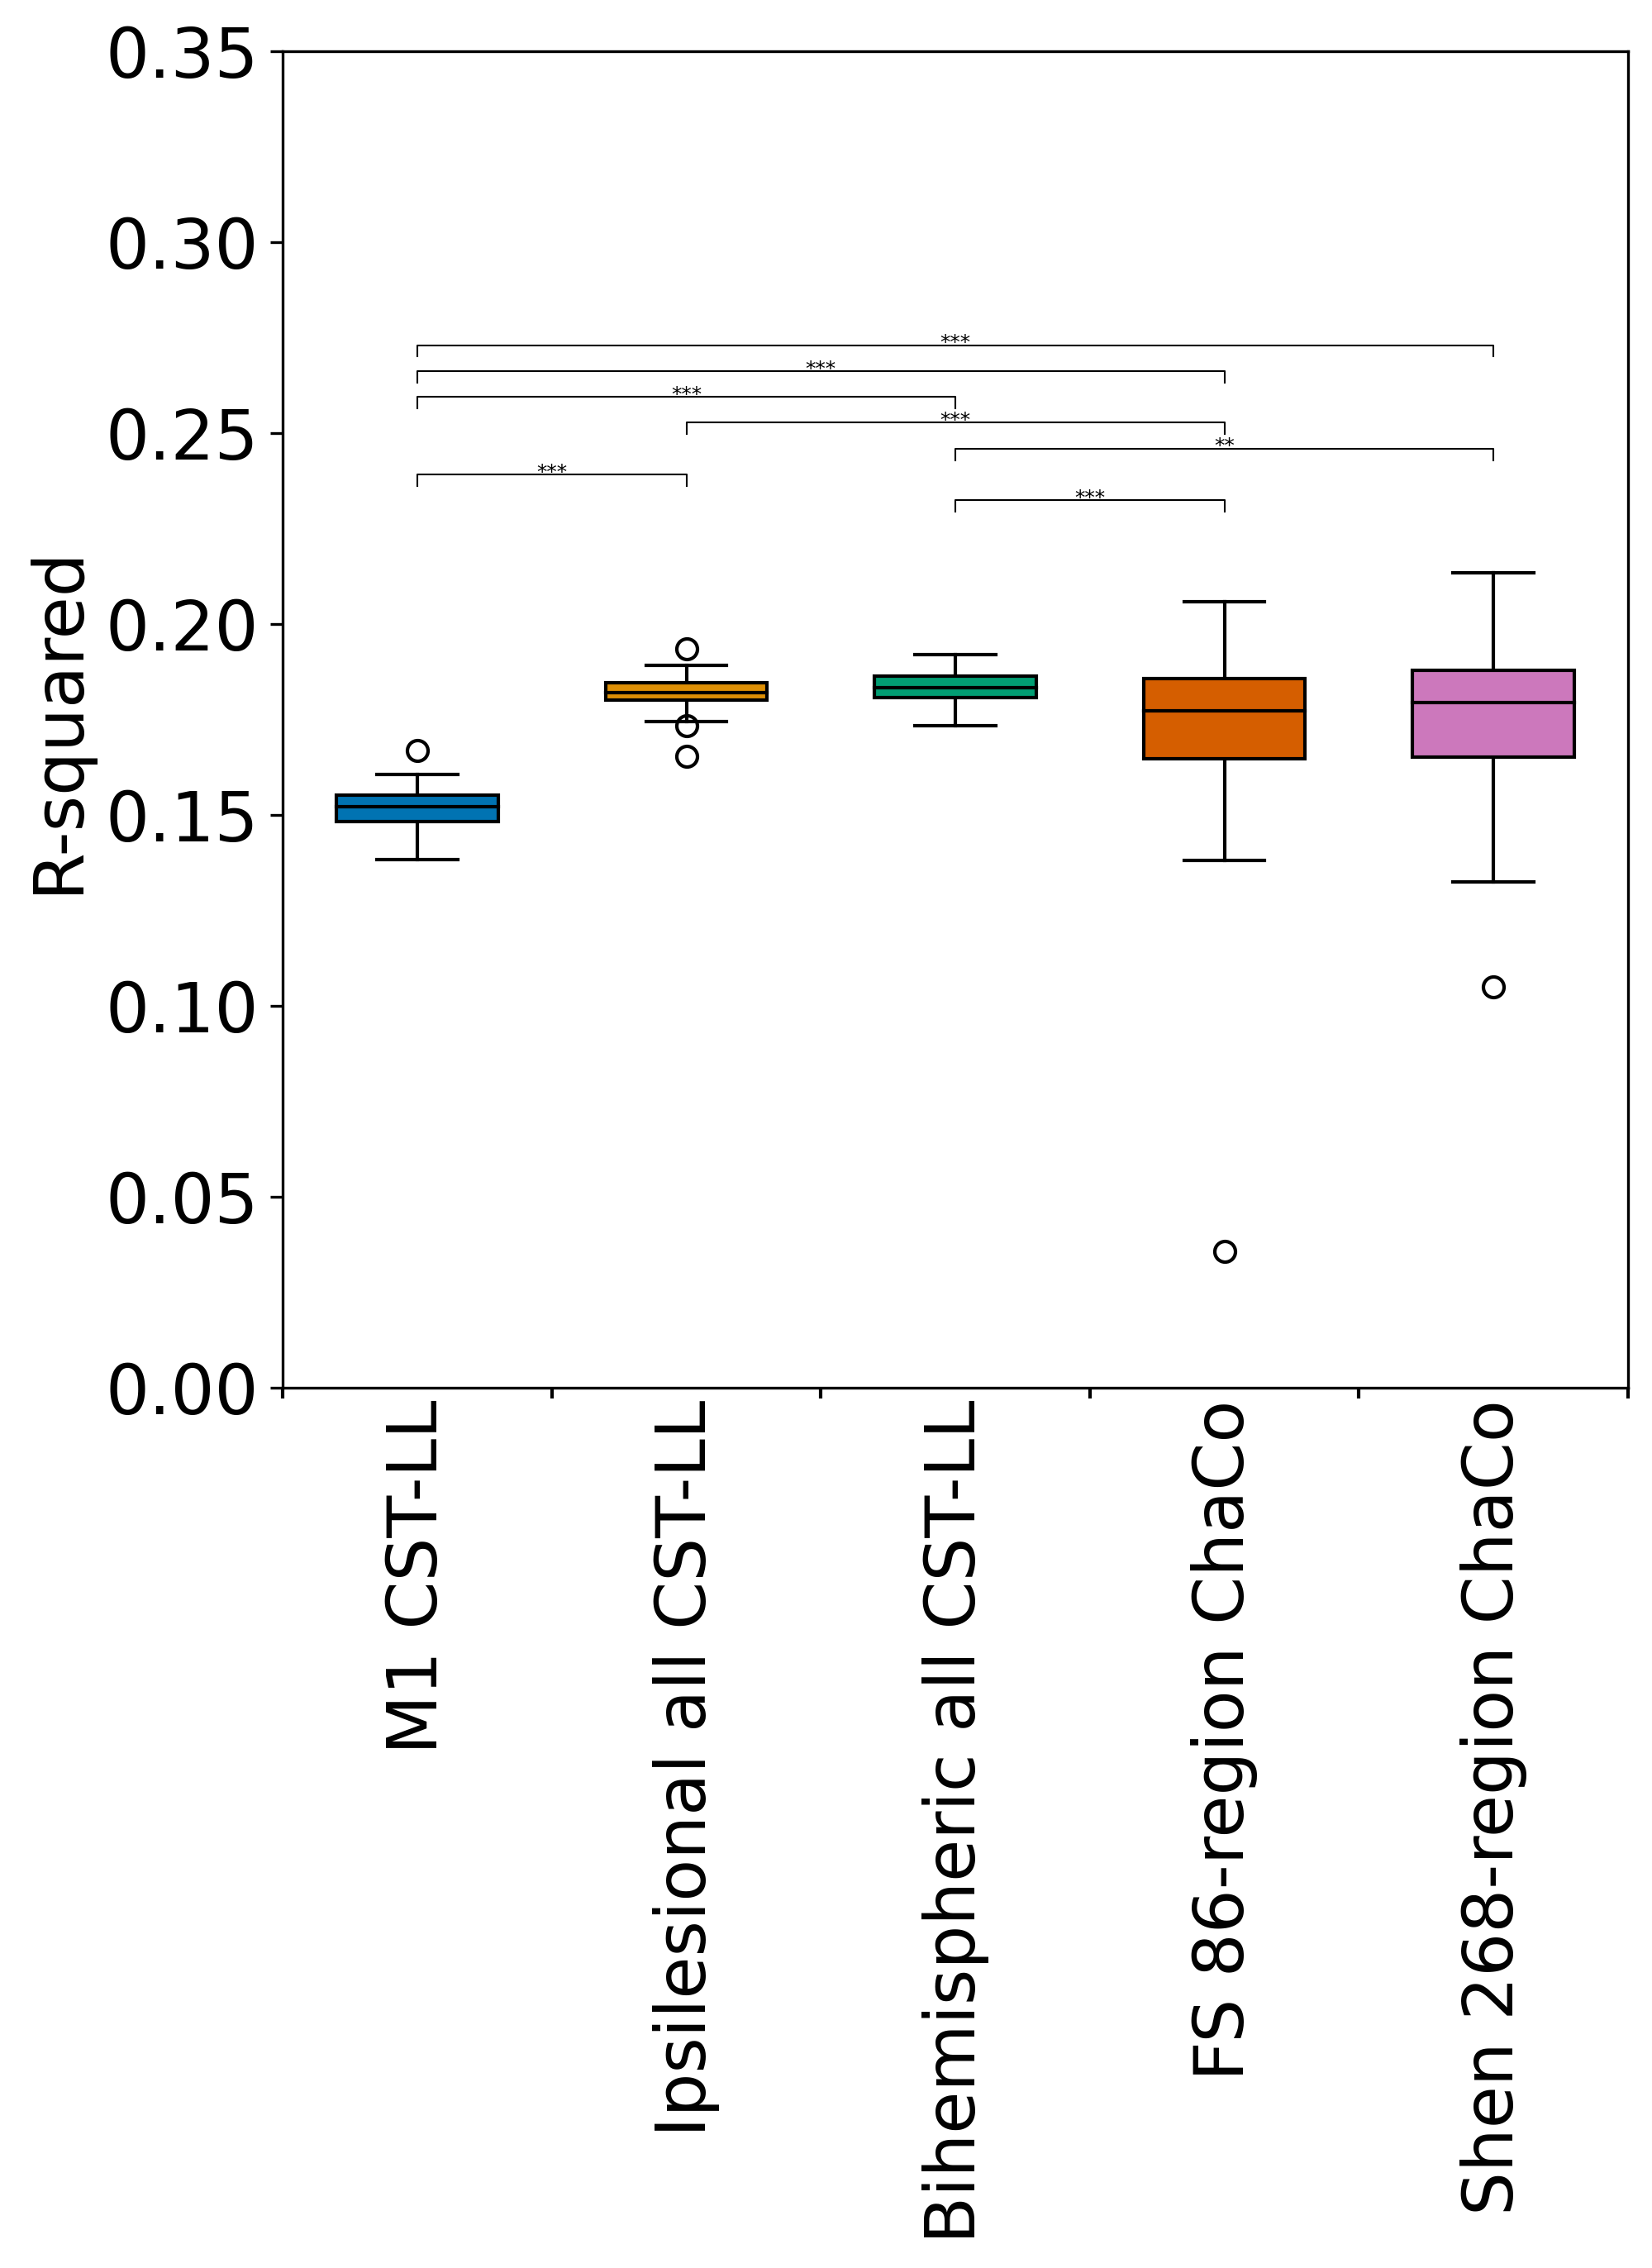 0.35
0.30
0.25
0.20
0.15
0.10
0.05
0.00
R-squared
***
***
***
***
**
***
***
M1 CST-LL
Ipsilesional all CST-LL
Bihemispheric all CST-LL
FS 86-region ChaCo
Shen 268-region ChaCo